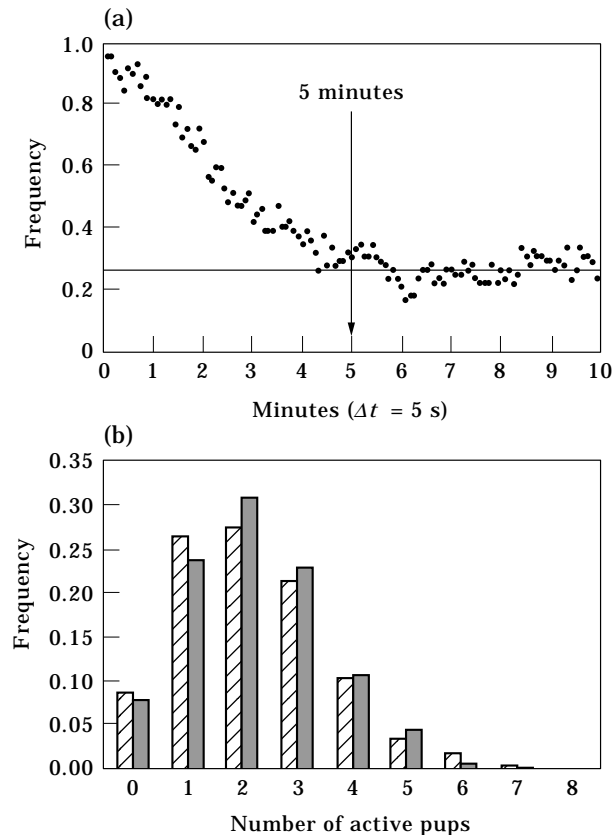 (a)
1.0
0.8
0.6
0.4
0.2
0
Frequency
5 minutes
0 1 2 3 4 5 6 7 8 9 10
Minutes (Δt = 5 s)
(b)
0.35
0.30
0.25
0.20
0.15
0.10
0.05
0.00
Frequency
0 1 2 3 4 5 6 7 8
Number of active pups